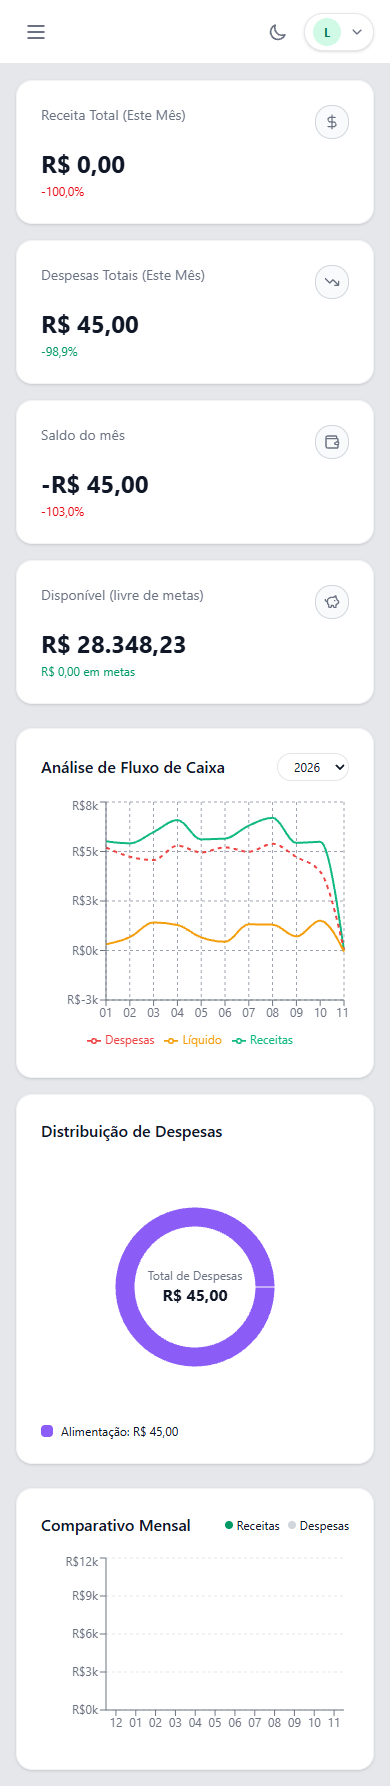 L
Receita Total (Este Mês)
R$ 0,00
-100,0%
Despesas Totais (Este Mês)
R$ 45,00
-98,9%
Saldo do mês
-R$ 45,00
-103,0%
Disponível (livre de metas)
R$ 28.348,23
R$ 0,00 em metas
Análise de Fluxo de Caixa
2026
R$8k
R$5k
R$3k
R$0k
R$-3k
01 02 03 04 05 06 07 08 09 10 11
Despesas Líquido Receitas
Distribuição de Despesas
Total de Despesas
R$ 45,00
Alimentação: R$ 45,00
Comparativo Mensal
Receitas Despesas
R$12k
R$9k
R$6k
R$3k
R$0k
12 01 02 03 04 05 06 07 08 09 10 11